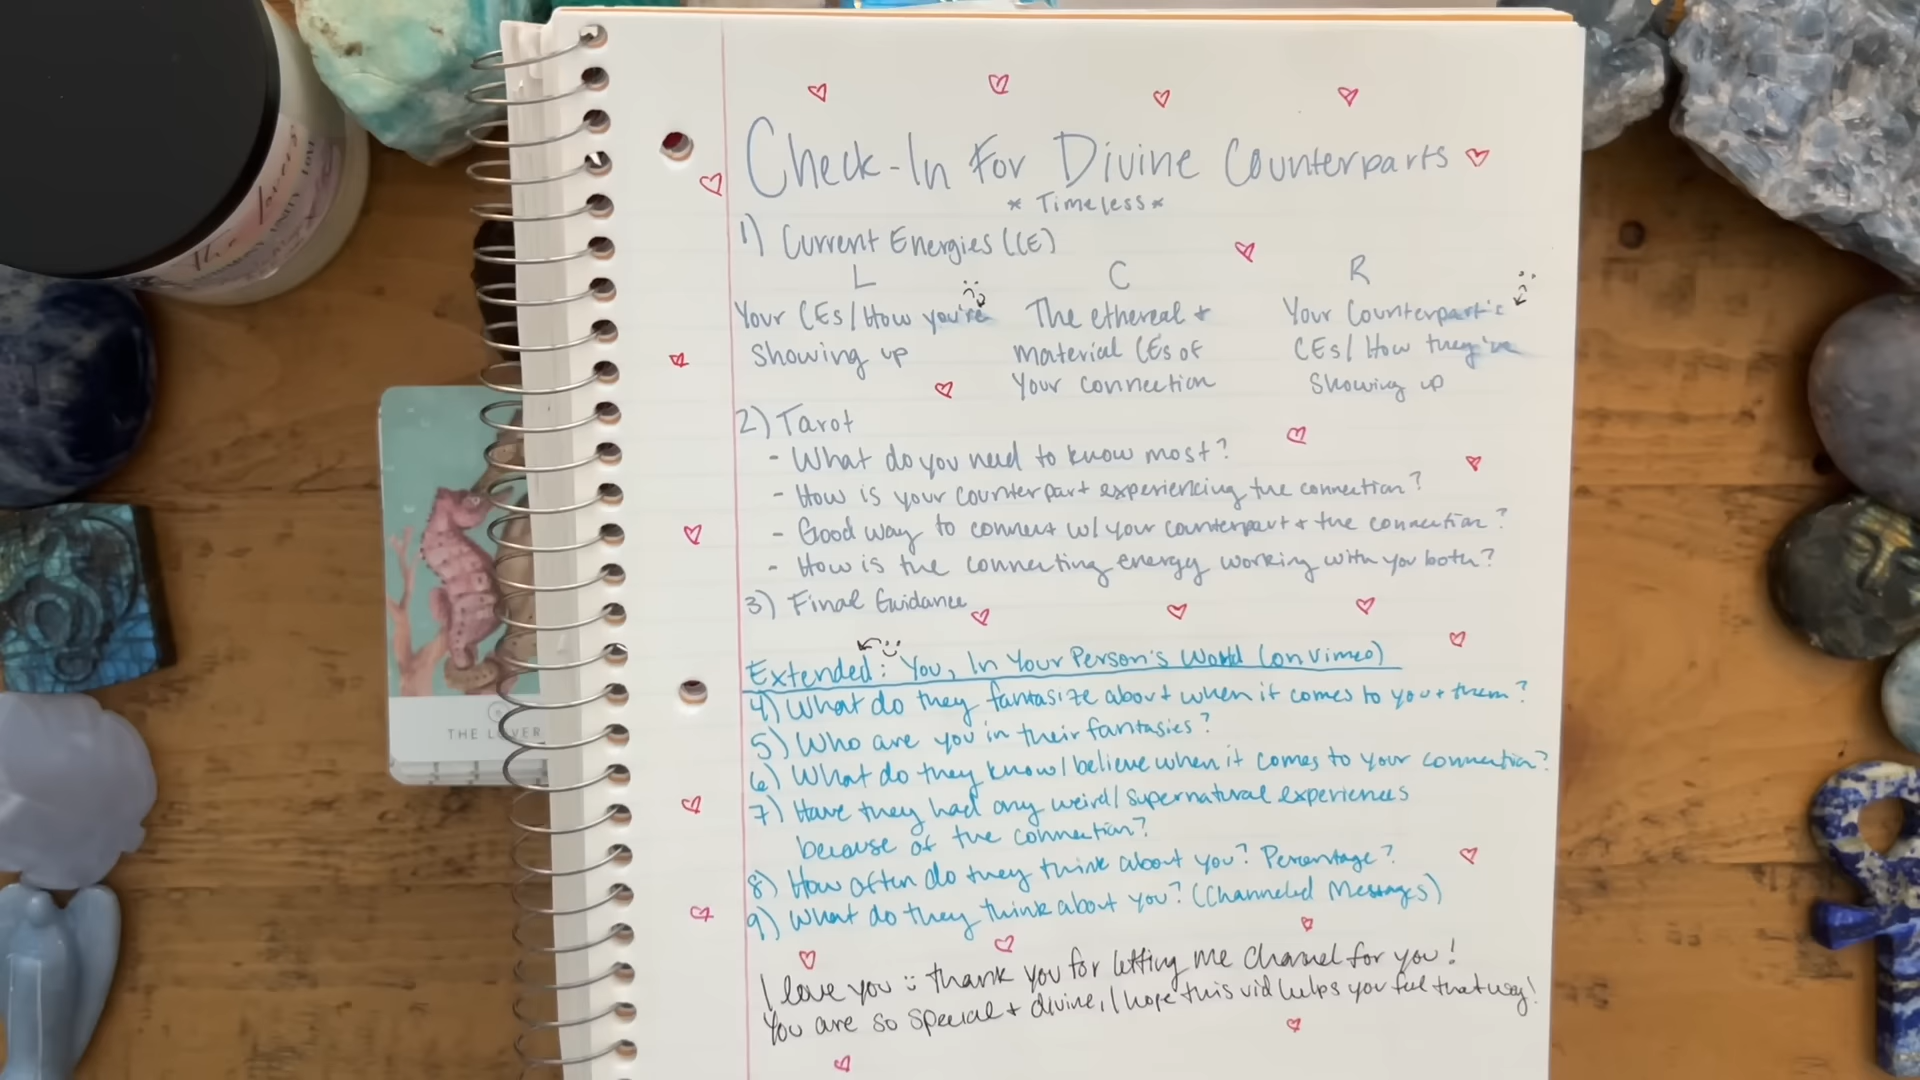 The Lovers
Check-In For Divine Counterparts
* Timeless *
1) Current Energies (CE)
L
Your CEs/How you're
showing up
C
The ethereal +
material CEs of
your connection
R
Your Counterpart's
CEs/How they're
showing up
2) Tarot
- What do you need to know most?
- How is your counterpart experiencing the connection?
- Good way to connect w/ your counterpart + the connection?
- How is the connecting energy working with you both?
3) Final Guidance
THE LOVER
Extended: You, In Your Person's World (on Vimeo)
4) What do they fantasize about when it comes to you + them?
5) Who are you in their fantasies?
6) What do they know/believe when it comes to your connection?
7) Have they had any weird/supernatural experiences
because of the connection?
8) How often do they think about you? Percentage?
9) What do they think about you? (Channeled Messages)
I love you :) thank you for letting me channel for you!
You are so special + divine, I hope this vid helps you feel that way!